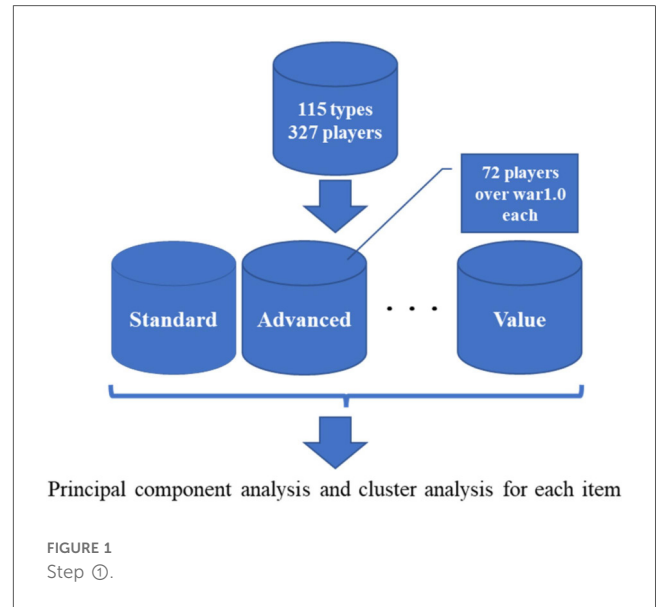 115 types
327 players
72 players
over war1.0
each
Standard
Advanced
. . .
Value
Principal component analysis and cluster analysis for each item
FIGURE 1
Step ①.